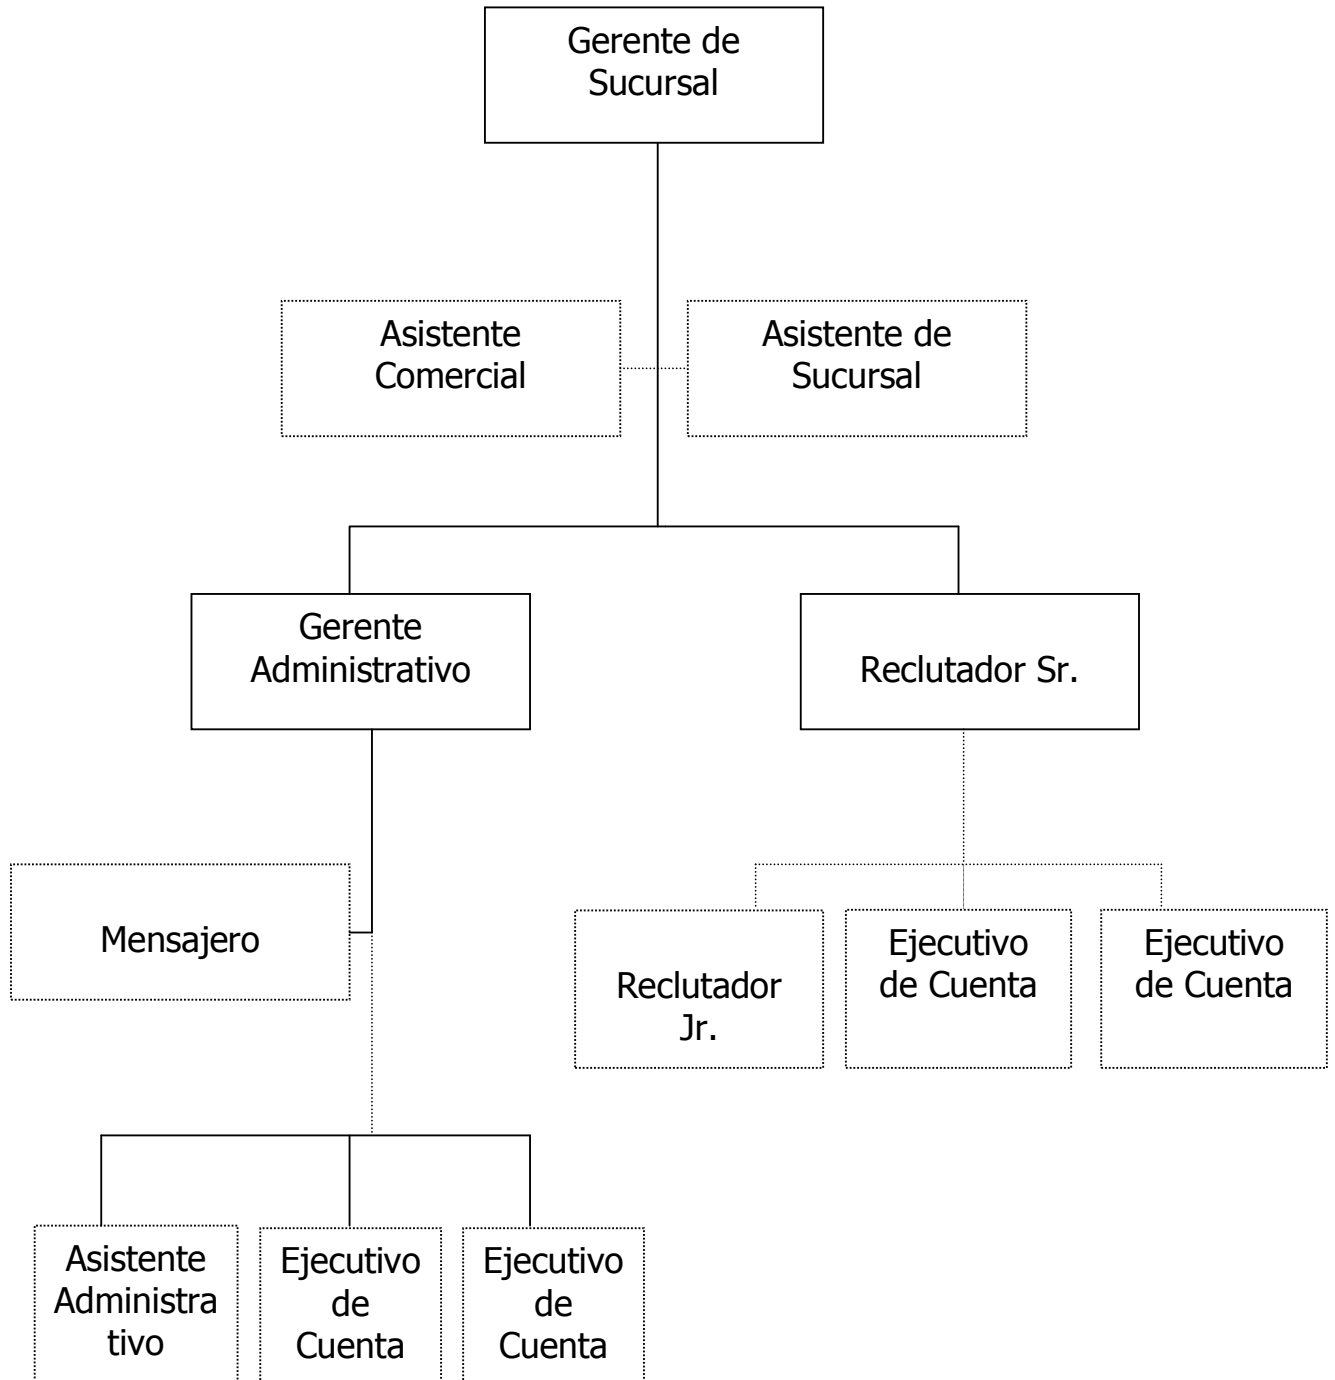 Gerente de
Sucursal
Asistente
Comercial
Asistente de
Sucursal
Gerente
Administrativo
Reclutador Sr.
Mensajero
Reclutador
Jr.
Ejecutivo
de Cuenta
Ejecutivo
de Cuenta
Asistente
Administra
tivo
Ejecutivo
de
Cuenta
Ejecutivo
de
Cuenta